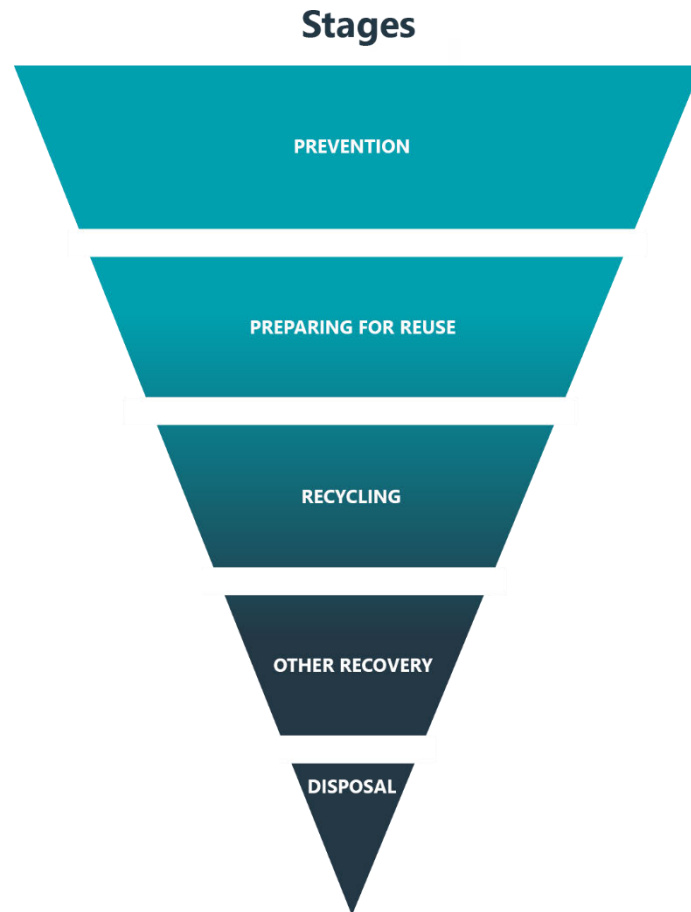 Stages
PREVENTION
PREPARING FOR REUSE
RECYCLING
OTHER RECOVERY
DISPOSAL